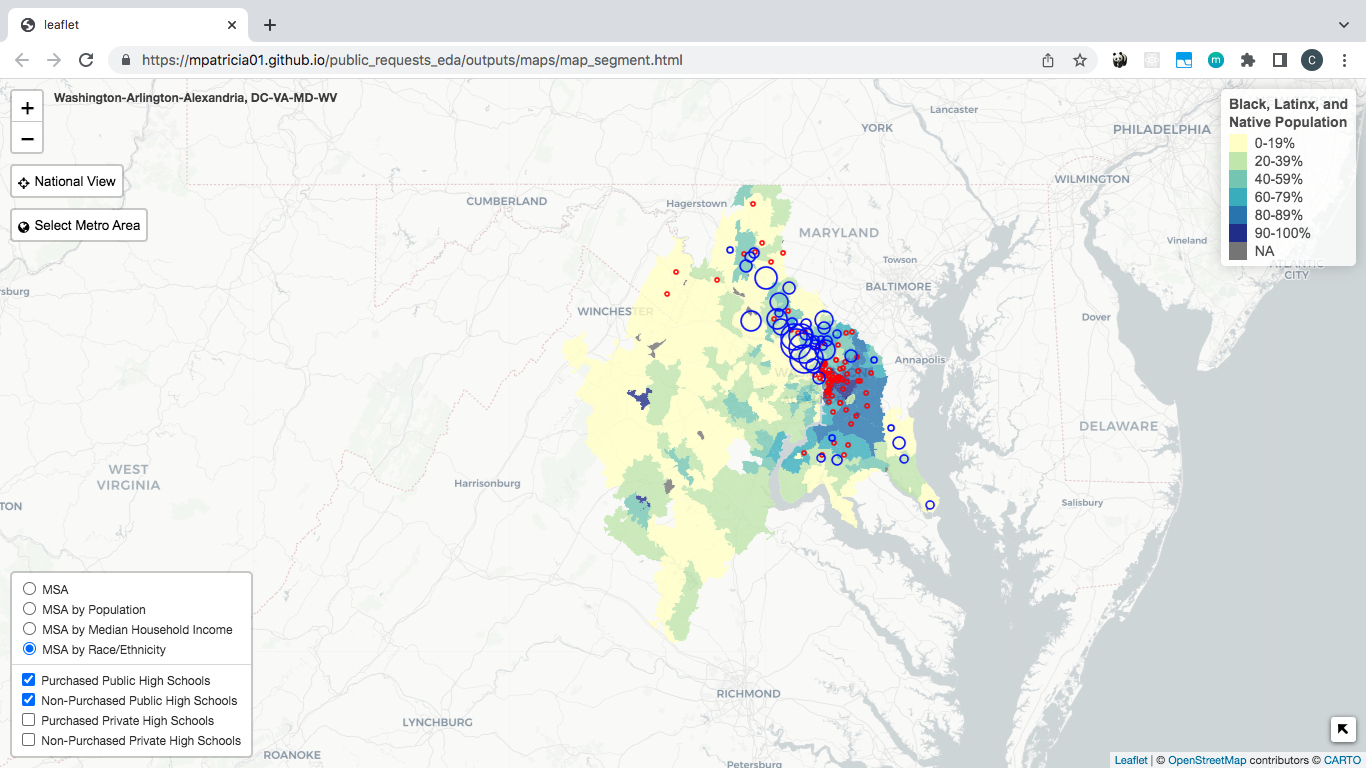 leaflet
https://mpatricia01.github.io/public_requests_eda/outputs/maps/map_segment.html
C
+
Washington-Arlington-Alexandria, DC-VA-MD-WV
−
National View
Select Metro Area
Black, Latinx, and
Native Population
0-19%
20-39%
40-59%
60-79%
80-89%
90-100%
NA
Lancaster
YORK
PHILADELPHIA
WILMINGTON
CUMBERLAND
Hagerstown
MARYLAND
Vineland
Towson
ATLANTIC
CITY
BALTIMORE
sburg
WINCHESTER
Dover
Annapolis
DELAWARE
WEST
VIRGINIA
Harrisonburg
TON
Salisbury
MSA
MSA by Population
MSA by Median Household Income
MSA by Race/Ethnicity
Purchased Public High Schools
Non-Purchased Public High Schools
Purchased Private High Schools
Non-Purchased Private High Schools
RICHMOND
LYNCHBURG
ROANOKE
Petersburg
Leaflet | © OpenStreetMap contributors © CARTO